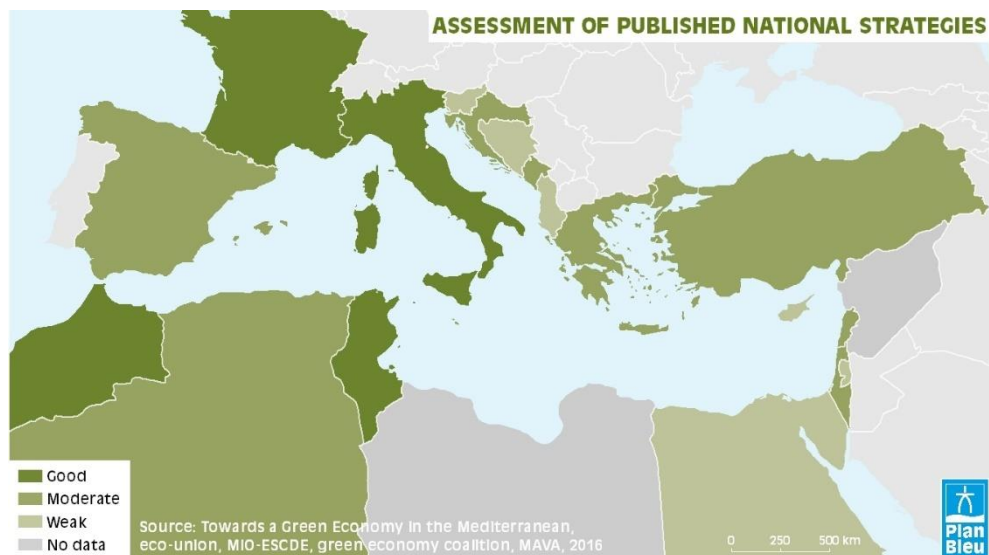 ASSESSMENT OF PUBLISHED NATIONAL STRATEGIES
Good
Moderate
Weak
No data
Source: Towards a Green Economy in the Mediterranean,
eco-union, MIO-ESCDE, green economy coalition, MAVA, 2016
0 250 500 km
Plan
Bleu